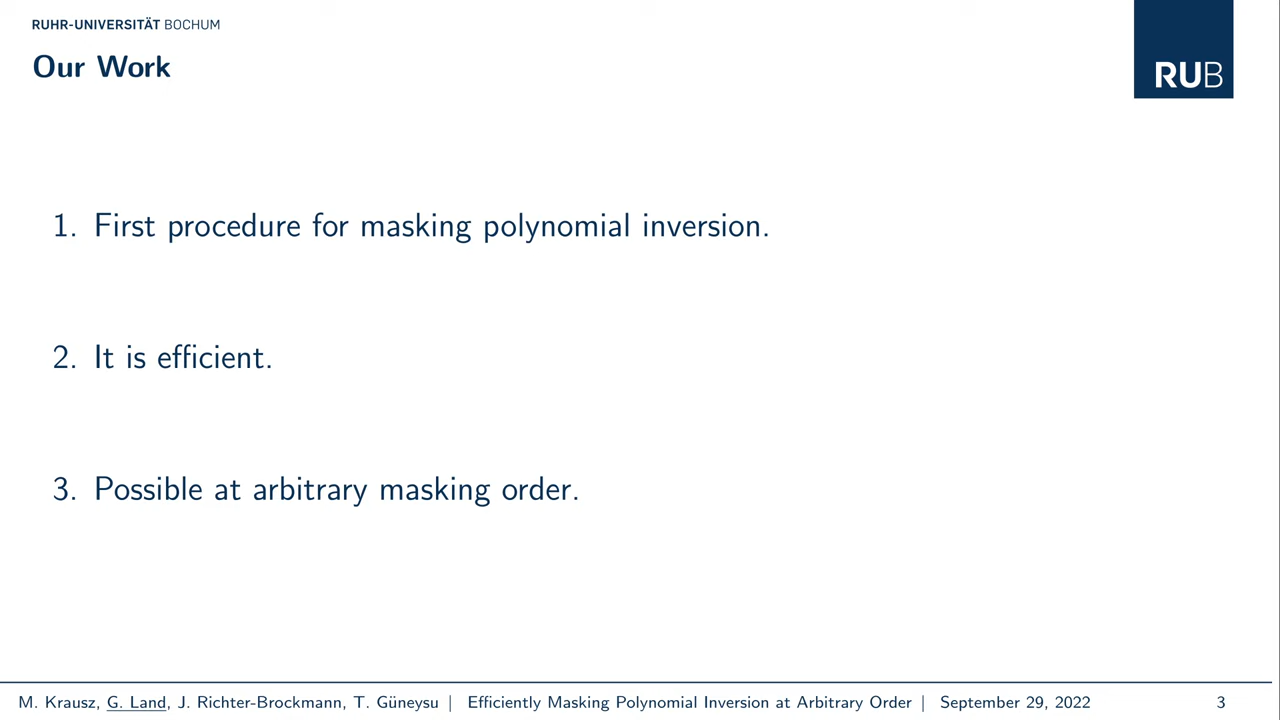 RUHR-UNIVERSITÄT BOCHUM
Our Work
RUB
1. First procedure for masking polynomial inversion.
2. It is efficient.
3. Possible at arbitrary masking order.
M. Krausz, G. Land, J. Richter-Brockmann, T. Güneysu | Efficiently Masking Polynomial Inversion at Arbitrary Order | September 29, 2022 3